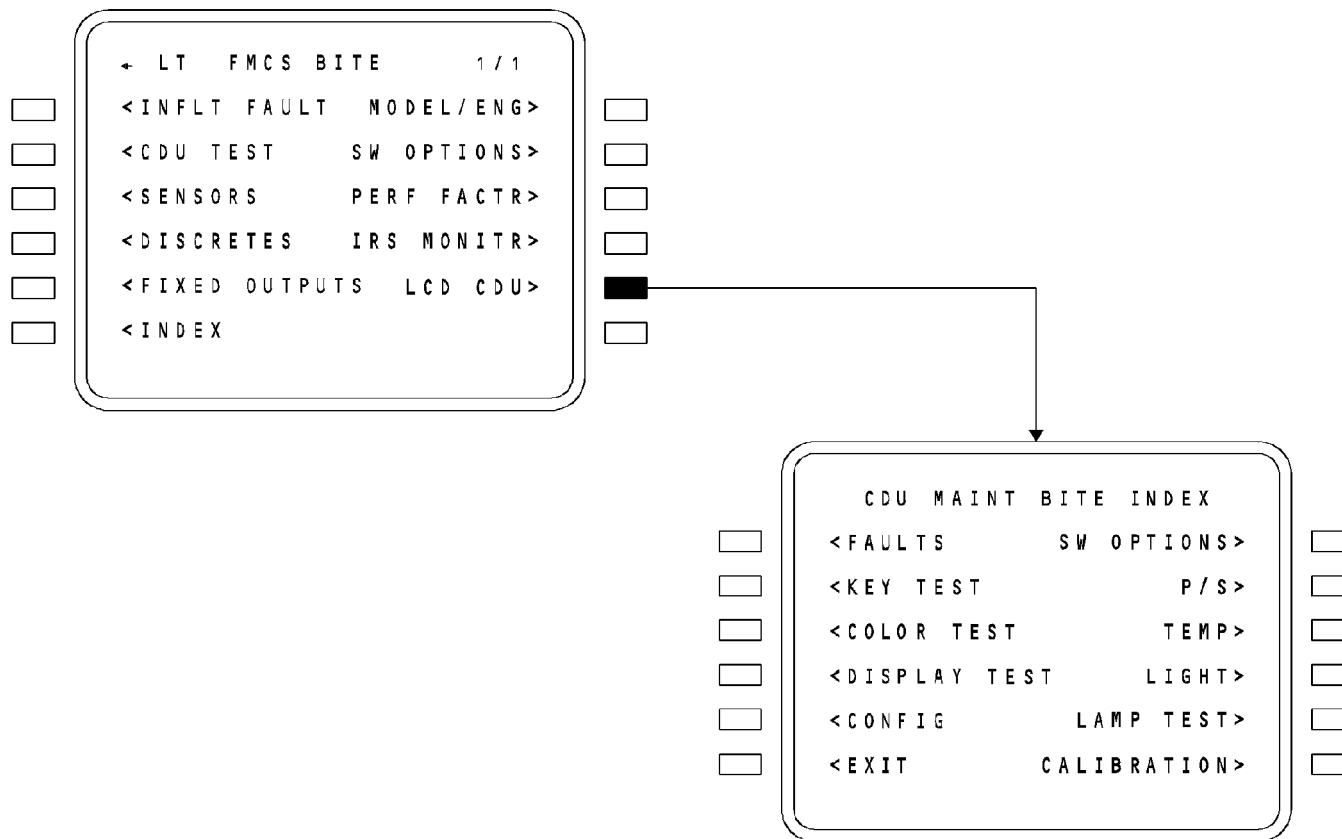 ← LT FMCS BITE 1/1
<INFLT FAULT MODEL/ENG>
<CDU TEST SW OPTIONS>
<SENSORS PERF FACTR>
<DISCRETES IRS MONITR>
<FIXED OUTPUTS LCD CDU>
<INDEX
CDU MAINT BITE INDEX
<FAULTS SW OPTIONS>
<KEY TEST P/S>
<COLOR TEST TEMP>
<DISPLAY TEST LIGHT>
<CONFIG LAMP TEST>
<EXIT CALIBRATION>